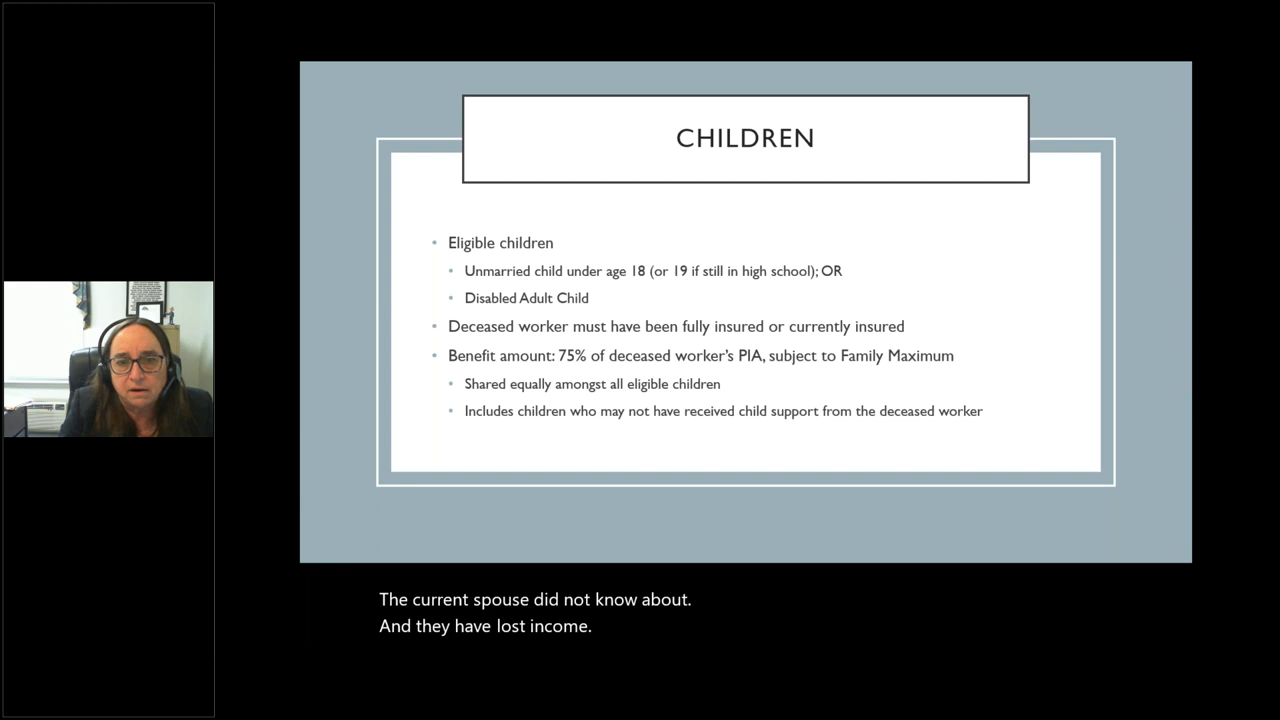 CHILDREN
• Eligible children
• Unmarried child under age 18 (or 19 if still in high school); OR
• Disabled Adult Child
• Deceased worker must have been fully insured or currently insured
• Benefit amount: 75% of deceased worker's PIA, subject to Family Maximum
• Shared equally amongst all eligible children
• Includes children who may not have received child support from the deceased worker
The current spouse did not know about.
And they have lost income.